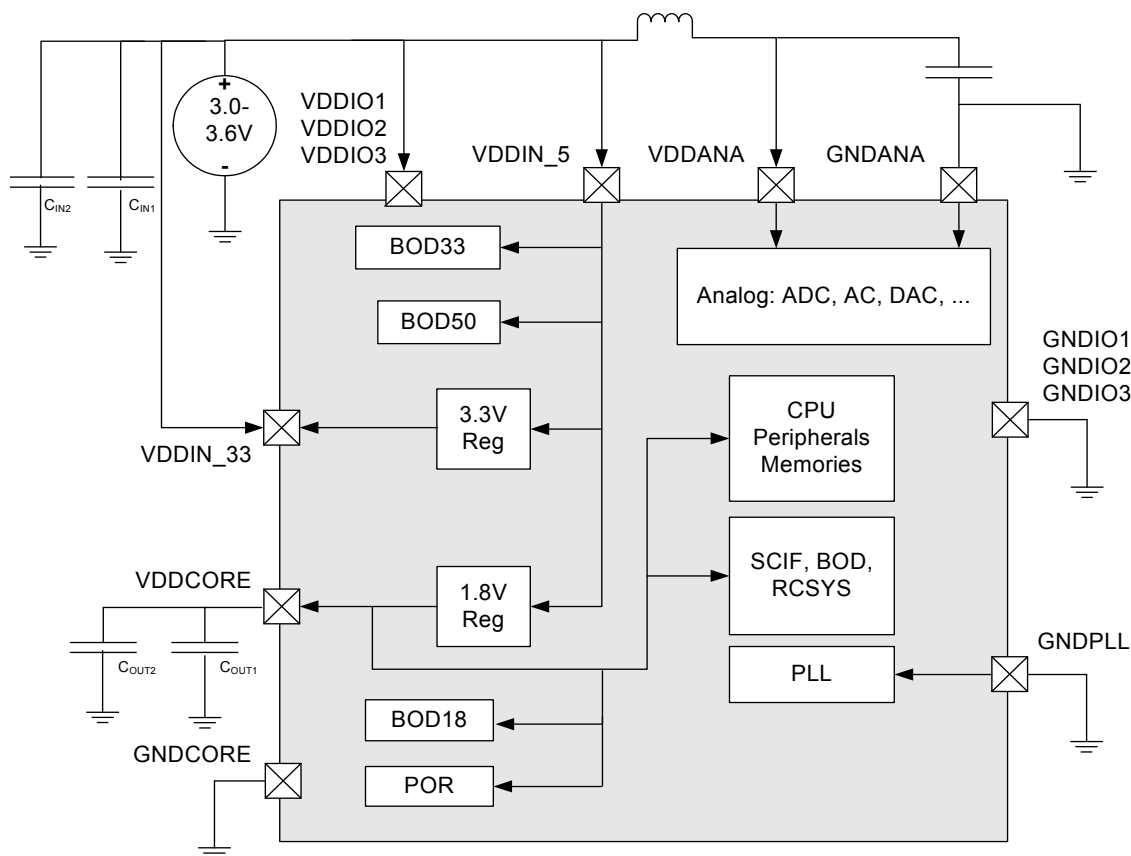 +
3.0-
3.6V
-
VDDIO1
VDDIO2
VDDIO3
VDDIN_5
VDDANA
GNDANA
CIN2
CIN1
BOD33
BOD50
Analog: ADC, AC, DAC, ...
GNDIO1
GNDIO2
GNDIO3
3.3V
Reg
VDDIN_33
CPU
Peripherals
Memories
VDDCORE
1.8V
Reg
SCIF, BOD,
RCSYS
COUT2
COUT1
GNDPLL
PLL
BOD18
GNDCORE
POR